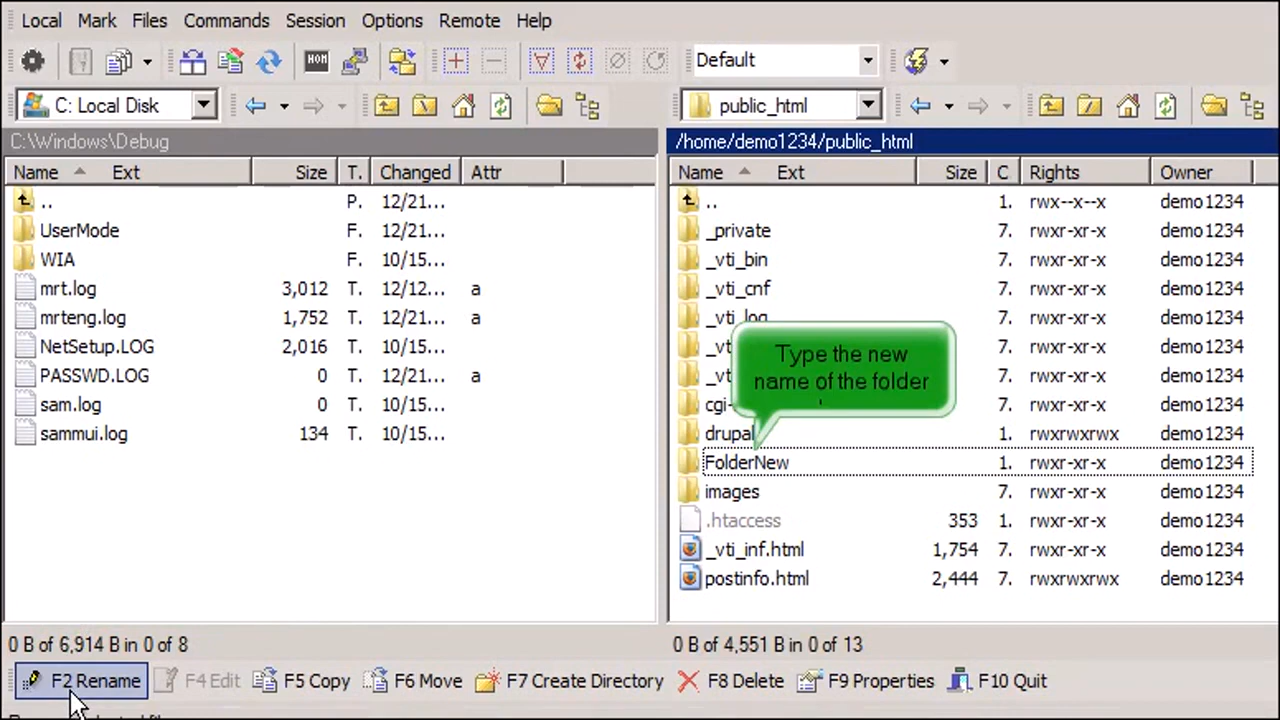 Local Mark Files Commands Session Options Remote Help
Default
C: Local Disk
public_html
C:\Windows\Debug
/home/demo1234/public_html
Name Ext Size T. Changed Attr
.. P. 12/21...
UserMode F. 12/21...
WIA F. 10/15...
mrt.log 3,012 T. 12/12... a
mrteng.log 1,752 T. 12/21... a
NetSetup.LOG 2,016 T. 10/15...
PASSWD.LOG 0 T. 12/21... a
sam.log 0 T. 10/15...
sammui.log 134 T. 10/15...
0 B of 6,914 B in 0 of 8
Name Ext Size C Rights Owner
.. 1. rwx--x--x demo1234
_private 7. rwxr-xr-x demo1234
_vti_bin 7. rwxr-xr-x demo1234
_vti_cnf 7. rwxr-xr-x demo1234
_vti_log 7. rwxr-xr-x demo1234
7. rwxr-xr-x demo1234
7. rwxr-xr-x demo1234
1. rwxr-xr-x demo1234
drupal 1. rwxrwxrwx demo1234
FolderNew 1. rwxr-xr-x demo1234
images 7. rwxr-xr-x demo1234
.htaccess 353 1. rwxr-xr-x demo1234
_vti_inf.html 1,754 7. rwxr-xr-x demo1234
postinfo.html 2,444 7. rwxrwxrwx demo1234
Type the new
name of the folder
0 B of 4,551 B in 0 of 13
F2 Rename F4 Edit F5 Copy F6 Move F7 Create Directory F8 Delete F9 Properties F10 Quit